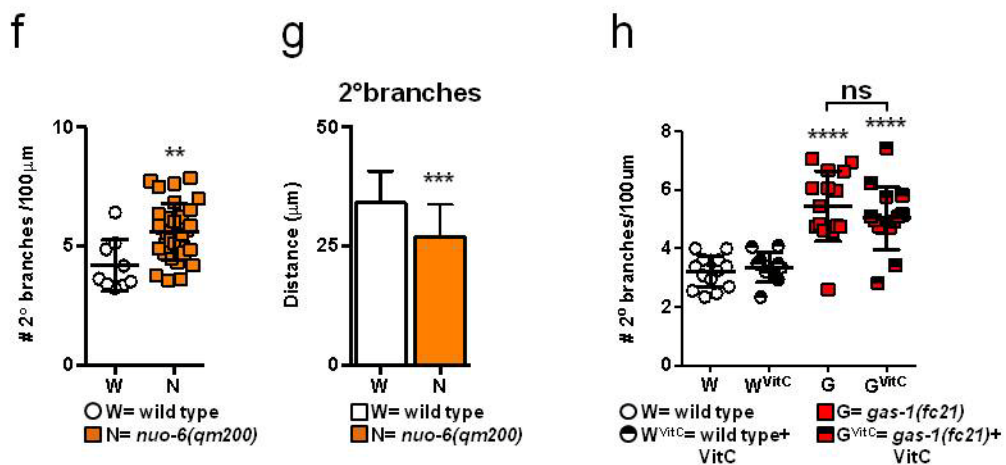 f
g
h
2°branches
ns
# 2° branches /100μm
10
5
0
**
W
N
W= wild type
N= nuo-6(qm200)
Distance (μm)
50
25
0
***
W
N
W= wild type
N= nuo-6(qm200)
# 2º branches/100um
8
6
4
2
0
****
****
W
W^VitC
G
G^VitC
W= wild type
W^VitC= wild type+
VitC
G= gas-1(fc21)
G^VitC= gas-1(fc21)+
VitC